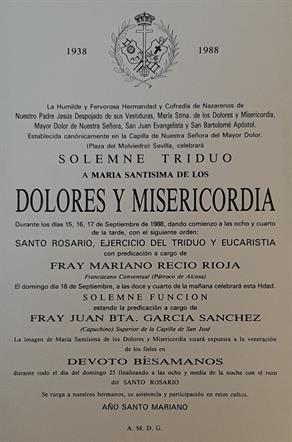 1938 1988
La Humilde y Fervorosa Hermandad y Cofradía de Nazarenos de
Nuestro Padre Jesús Despojado de sus Vestiduras, María Stma. de los Dolores y Misericordia,
Mayor Dolor de Nuestra Señora, San Juan Evangelista y San Bartolomé Apóstol.
Establecida canónicamente en la Capilla de Nuestra Señora del Mayor Dolor.
(Plaza del Molviedro) Sevilla, celebrará
SOLEMNE TRIDUO
A MARIA SANTISIMA DE LOS
DOLORES Y MISERICORDIA
Durante los días 15, 16, 17 de Septiembre de 1988, dando comienzo a las ocho y cuarto
de la tarde, con el siguiente orden:
SANTO ROSARIO, EJERCICIO DEL TRIDUO Y EUCARISTIA
con predicación a cargo de
FRAY MARIANO RECIO RIOJA
Franciscano Conventual (Párroco de Alcosa)
El domingo día 18 de Septiembre, a las doce y cuarto de la mañana celebrará esta Hdad.
SOLEMNE FUNCION
estando la predicación a cargo de
FRAY JUAN BTA. GARCIA SANCHEZ
(Capuchino) Superior de la Capilla de San José
La imagen de María Santísima de los Dolores y Misericordia estará expuesta a la veneración
de los fieles en
DEVOTO BESAMANOS
durante todo el día del domingo 25 finalizando a las ocho y media de la noche con el rezo
del SANTO ROSARIO
Se ruega a nuestros hermanos, su asistencia y participación en estos cultos.
AÑO SANTO MARIANO
A. M. D. G.